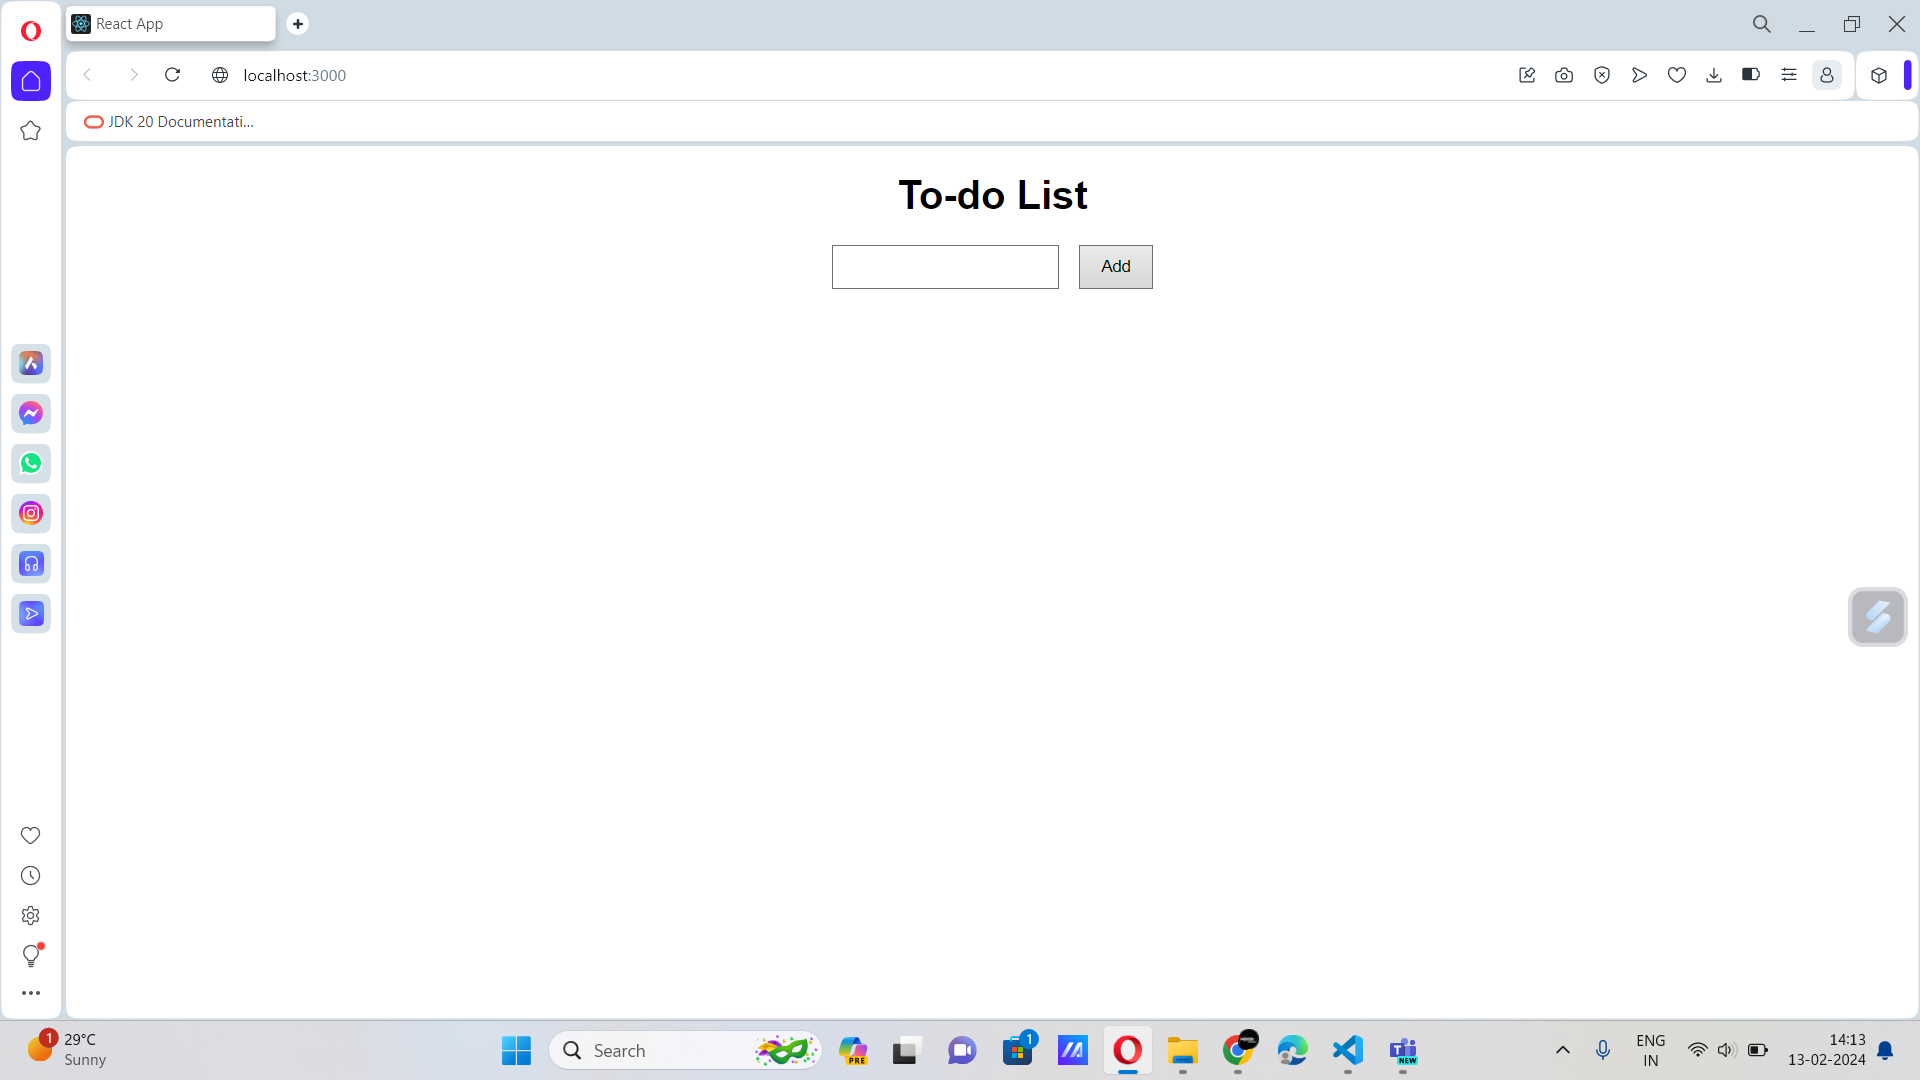 React App
localhost:3000
JDK 20 Documentati...
To-do List
Add
1
29°C
Sunny
Search
PRE
1
NEW
ENG
IN
14:13
13-02-2024